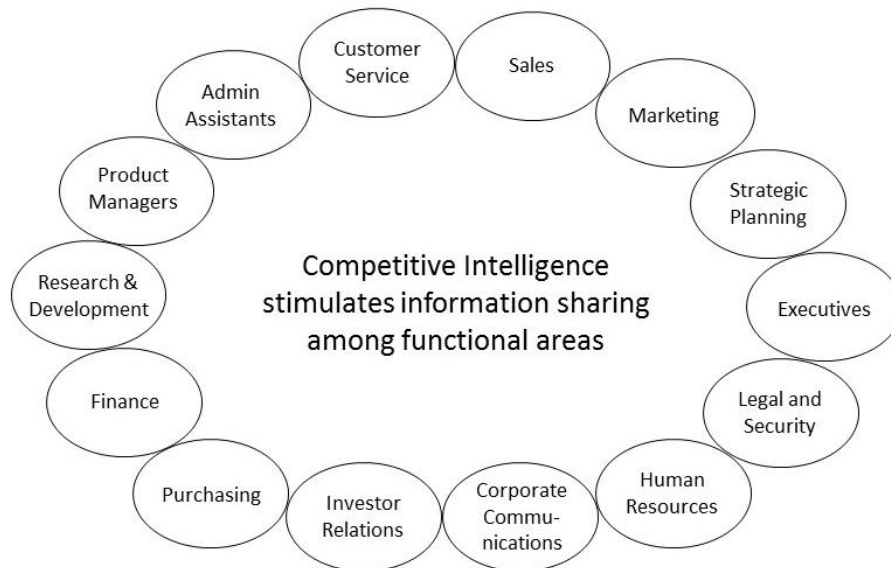 Customer
Service
Sales
Marketing
Strategic
Planning
Executives
Legal and
Security
Human
Resources
Corporate
Commu-
nications
Investor
Relations
Purchasing
Finance
Research &
Development
Product
Managers
Admin
Assistants
Competitive Intelligence
stimulates information sharing
among functional areas